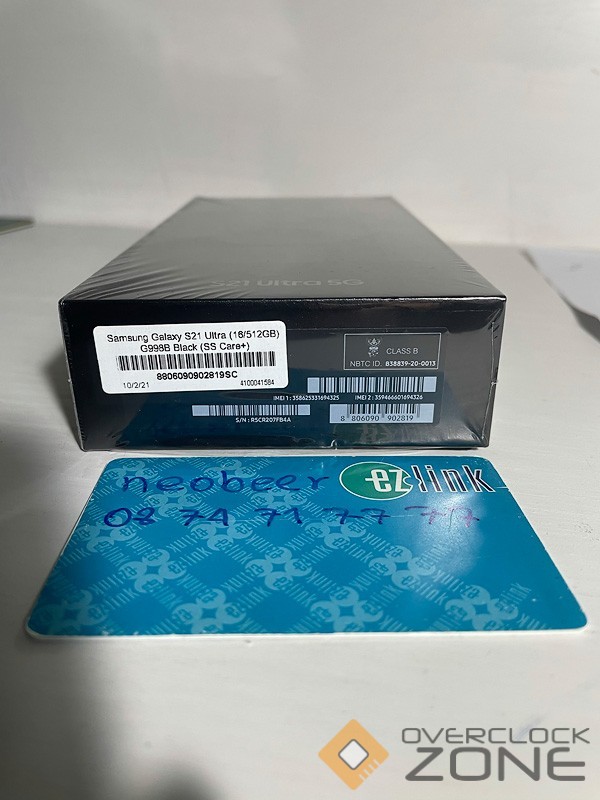 S21 Ultra 5G
Samsung Galaxy S21 Ultra (16/512GB)
G998B Black (SS Care+)
8806090902819SC
10/2/21 4100041584
CLASS B
NBTC ID. B38839-20-0013
IMEI 1: 358625331694325 IMEI 2: 359466601694326
S/N: R5CR207FB4A
8 806090 902819
neobeer ez link
08 74 71 77 717
OVERCLOCK
ZONE